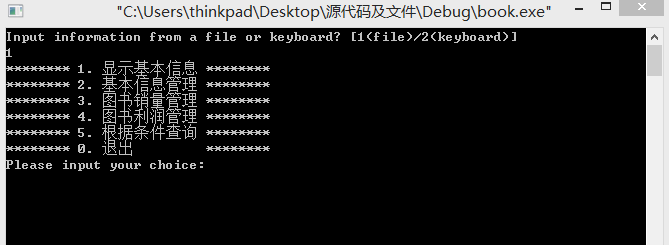 "C:\Users\thinkpad\Desktop\源代码及文件\Debug\book.exe"
Input information from a file or keyboard? [1(file)/2(keyboard)]
1
******** 1. 显示基本信息 ********
******** 2. 基本信息管理 ********
******** 3. 图书销量管理 ********
******** 4. 图书利润管理 ********
******** 5. 根据条件查询 ********
******** 0. 退出         ********
Please input your choice: